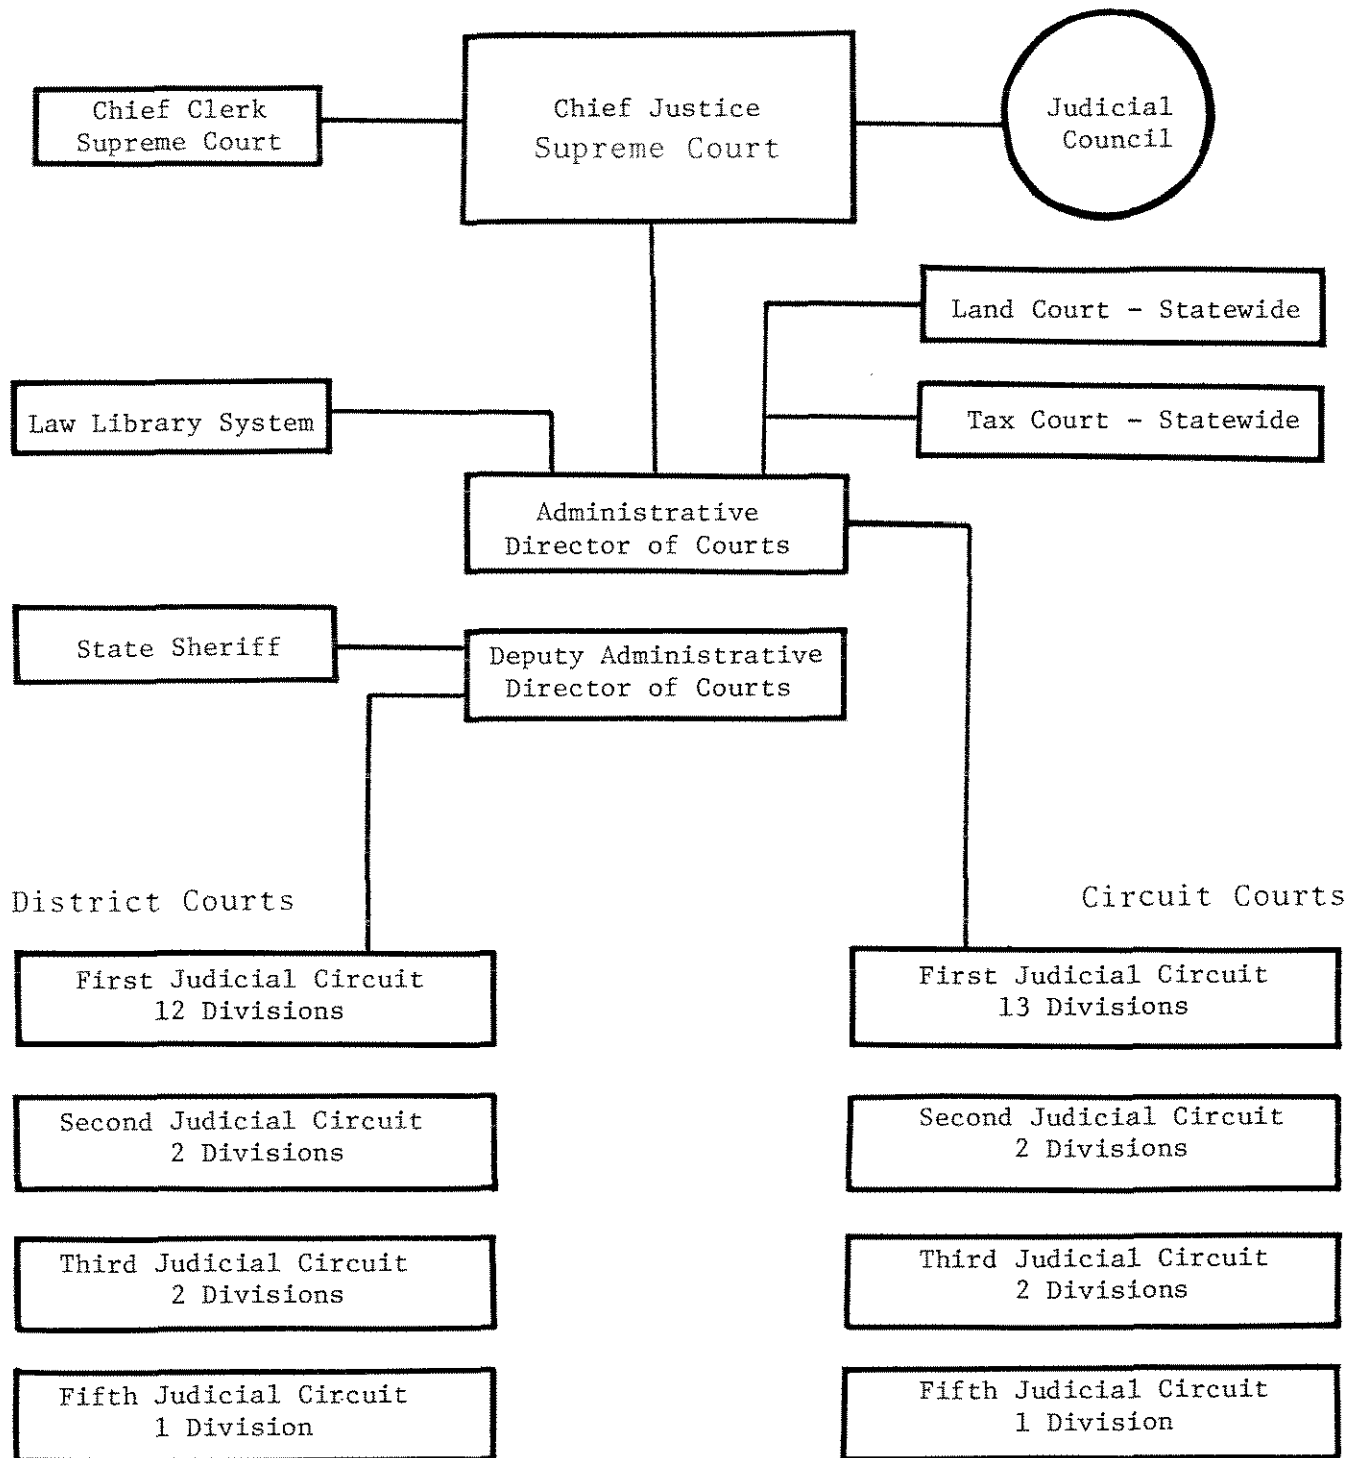 Chief Clerk
Supreme Court
Chief Justice
Supreme Court
Judicial
Council
Land Court - Statewide
Tax Court - Statewide
Law Library System
Administrative
Director of Courts
State Sheriff
Deputy Administrative
Director of Courts
District Courts
First Judicial Circuit
12 Divisions
Second Judicial Circuit
2 Divisions
Third Judicial Circuit
2 Divisions
Fifth Judicial Circuit
1 Division
Circuit Courts
First Judicial Circuit
13 Divisions
Second Judicial Circuit
2 Divisions
Third Judicial Circuit
2 Divisions
Fifth Judicial Circuit
1 Division